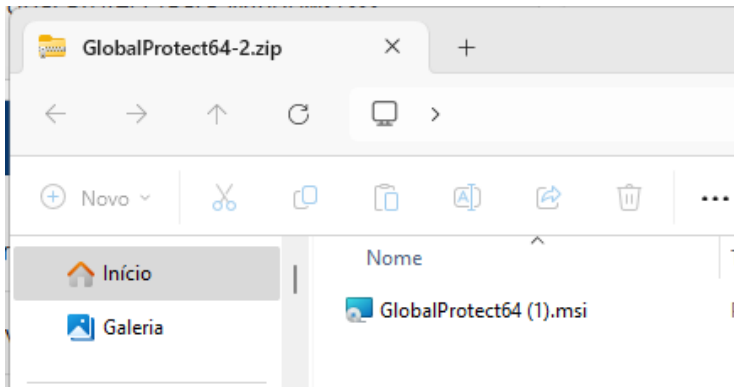 GlobalProtect64-2.zip
Novo
Início
Nome
GlobalProtect64 (1).msi
Galeria